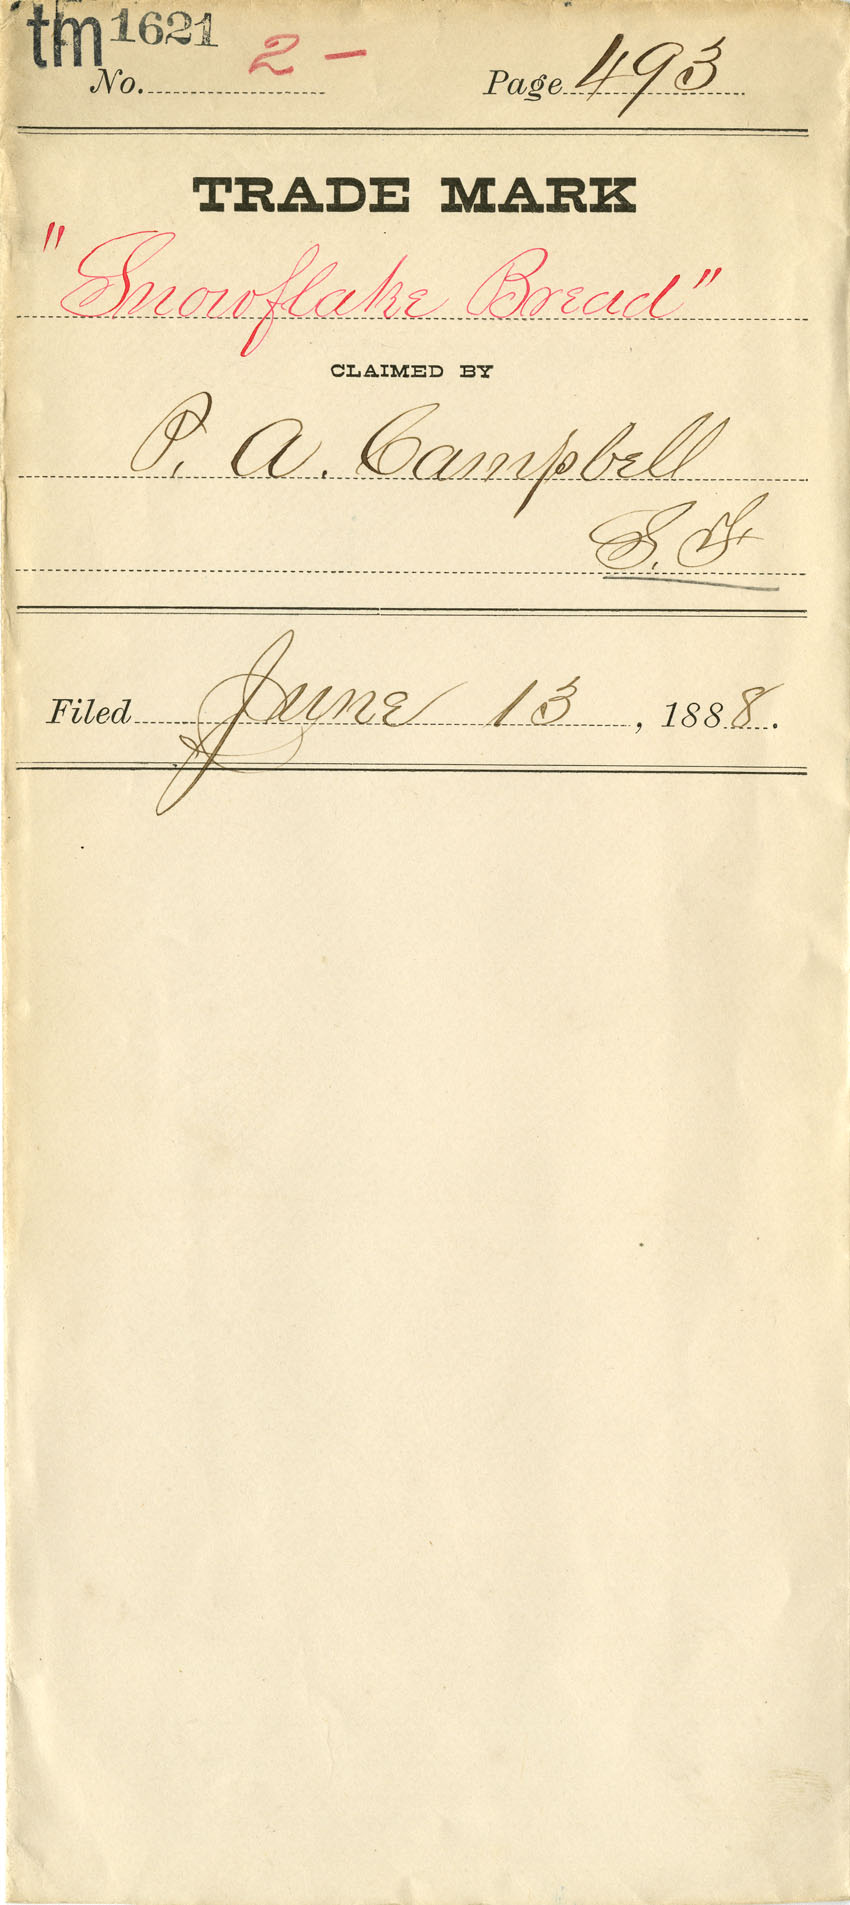 tm 1621
No. 2 - Page 493
TRADE MARK
"Snowflake Bread"
CLAIMED BY
P. A. Campbell
S. F.
Filed June 13, 1888.